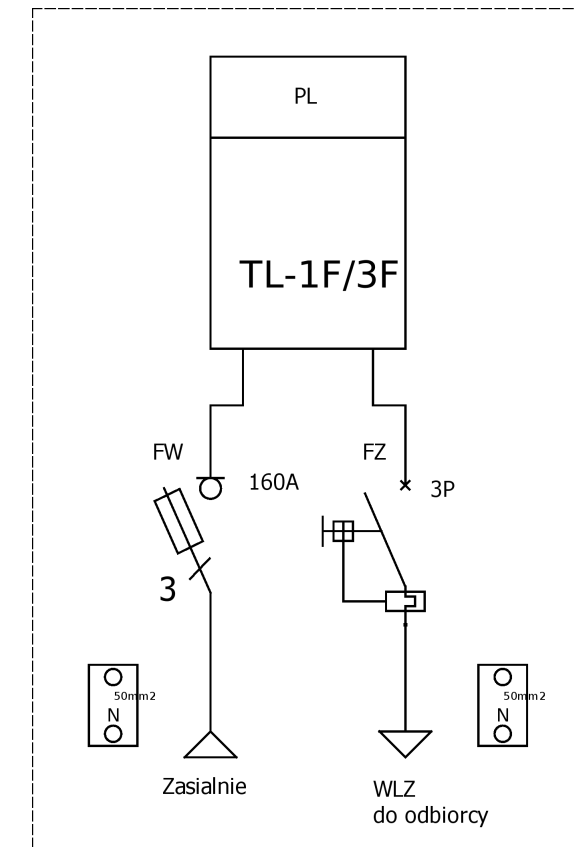 PL
TL-1F/3F
FW
FZ
160A
3P
3
50mm2
N
50mm2
N
Zasialnie
WLZ
do odbiorcy